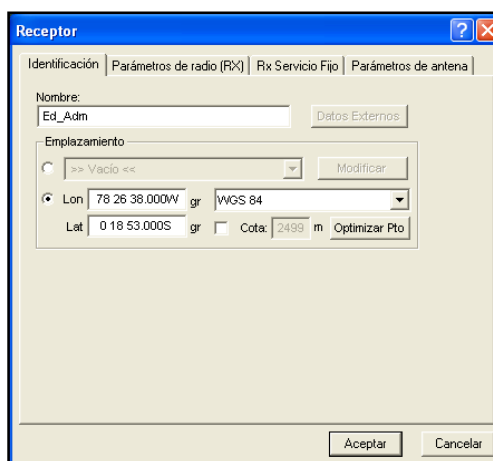 Receptor
Identificación Parámetros de radio (RX) Rx Servicio Fijo Parámetros de antena
Nombre:
Ed_Adm Datos Externos
Emplazamiento
>> Vacío << Modificar
Lon 78 26 38.000W gr WGS 84
Lat 0 18 53.000S gr Cota: 2499 m Optimizar Pto
Aceptar Cancelar